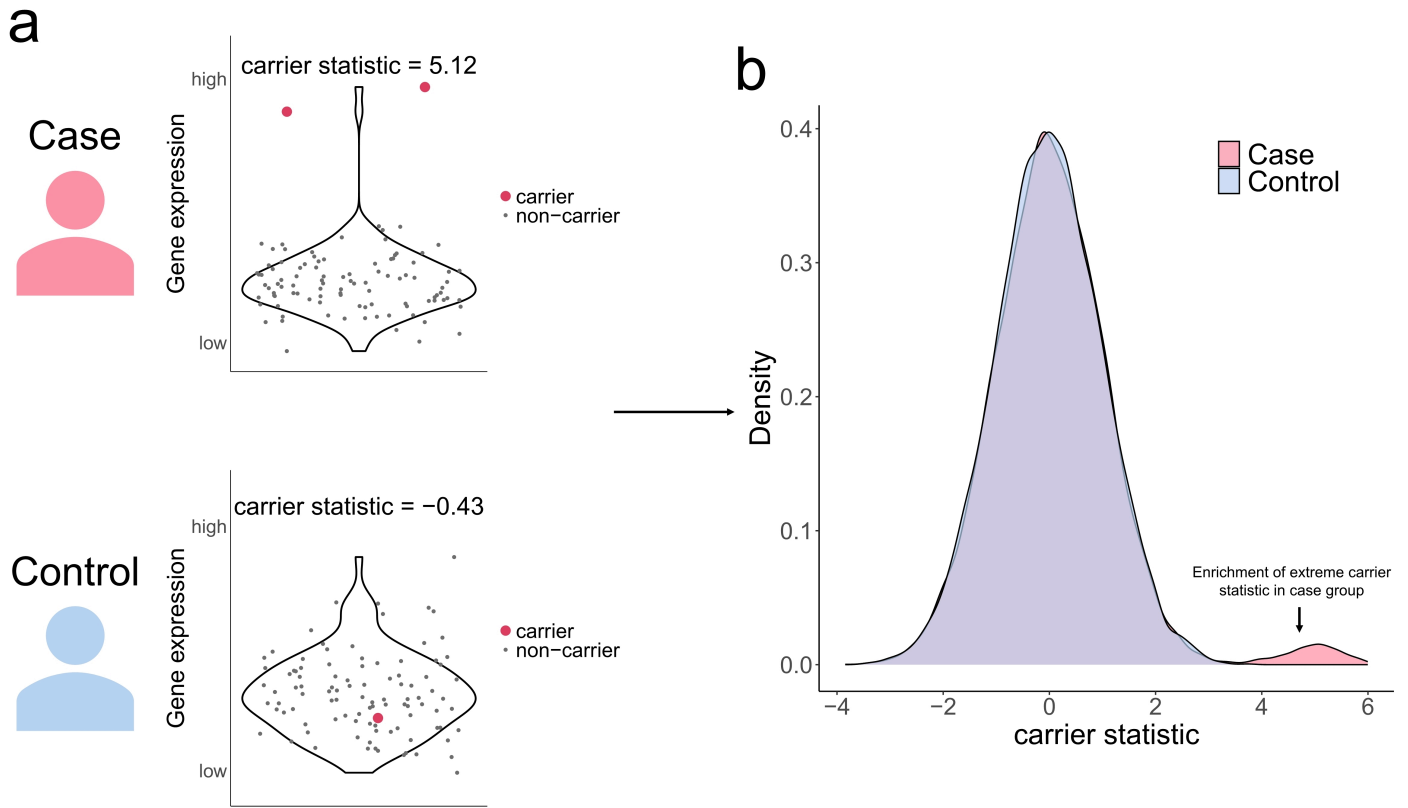 a
Case
carrier statistic = 5.12
high
Gene expression
low
carrier
non−carrier
Control
carrier statistic = −0.43
high
Gene expression
low
carrier
non−carrier
b
Case
Control
Density
0.4
0.3
0.2
0.1
0.0
Enrichment of extreme carrier
statistic in case group
−4 −2 0 2 4 6
carrier statistic